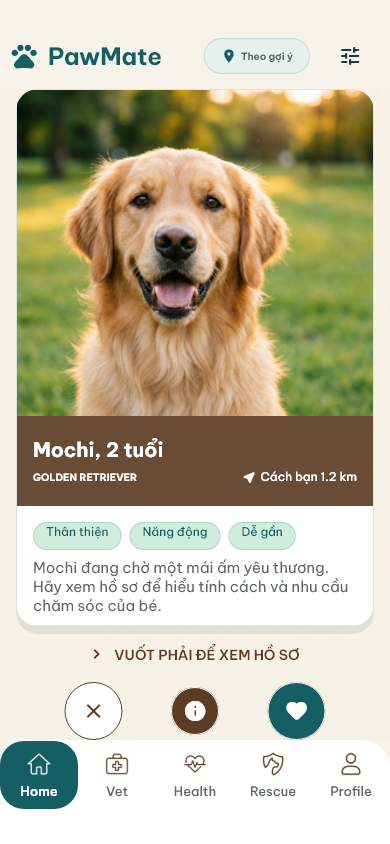 PawMate
Theo gợi ý
Mochi, 2 tuổi
GOLDEN RETRIEVER
Cách bạn 1.2 km
Thân thiện
Năng động
Dễ gần
Mochi đang chờ một mái ấm yêu thương.
Hãy xem hồ sơ để hiểu tính cách và nhu cầu
chăm sóc của bé.
VUỐT PHẢI ĐỂ XEM HỒ SƠ
Home
Vet
Health
Rescue
Profile